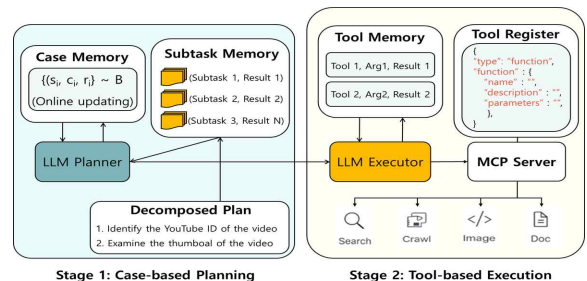 Case Memory
{(sᵢ, cᵢ, rᵢ} ~ B
(Online updating)
Subtask Memory
(Subtask 1, Result 1)
(Subtask 2, Result 2)
(Subtask 3, Result N)
LLM Planner
Decomposed Plan
1. Identify the YouTube ID of the video
2. Examine the thumboal of the video
Stage 1: Case-based Planning
Tool Memory
Tool 1, Arg1, Result 1
Tool 2, Arg2, Result 2
Tool Register
{
"type": "function",
"function" : {
"name" : "",
"description" : "",
"parameters" : "",
},
}
LLM Executor
MCP Server
Search
Crawl
</>
Image
Doc
Stage 2: Tool-based Execution